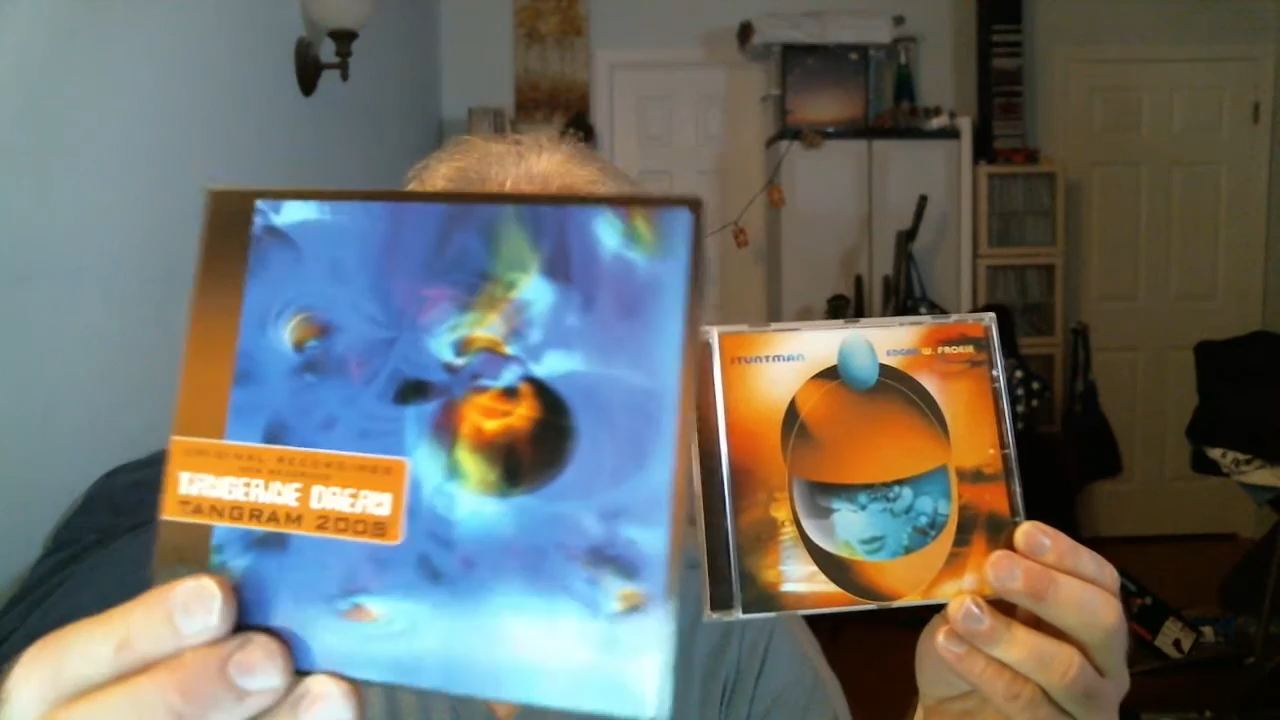 ORIGINAL RECORDINGS
TANGERINE DREAM
TANGRAM 2008
STUNTMAN
EDGAR W. FROESE